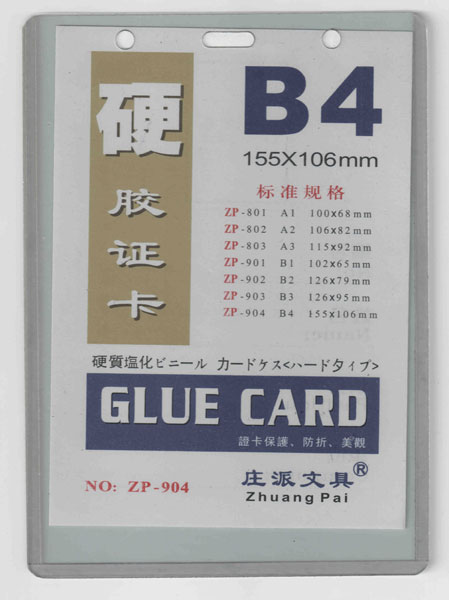 硬
胶
证
卡
B4
155X106mm
标准规格
ZP-801 A1 100x68mm
ZP-802 A2 106x82mm
ZP-803 A3 115x92mm
ZP-901 B1 102x65mm
ZP-902 B2 126x79mm
ZP-903 B3 126x95mm
ZP-904 B4 155x106mm
硬質塩化ビニール カードケス<ハードタイプ>
GLUE CARD
證卡保護、防折、美觀
NO: ZP-904
庄派文具®
Zhuang Pai